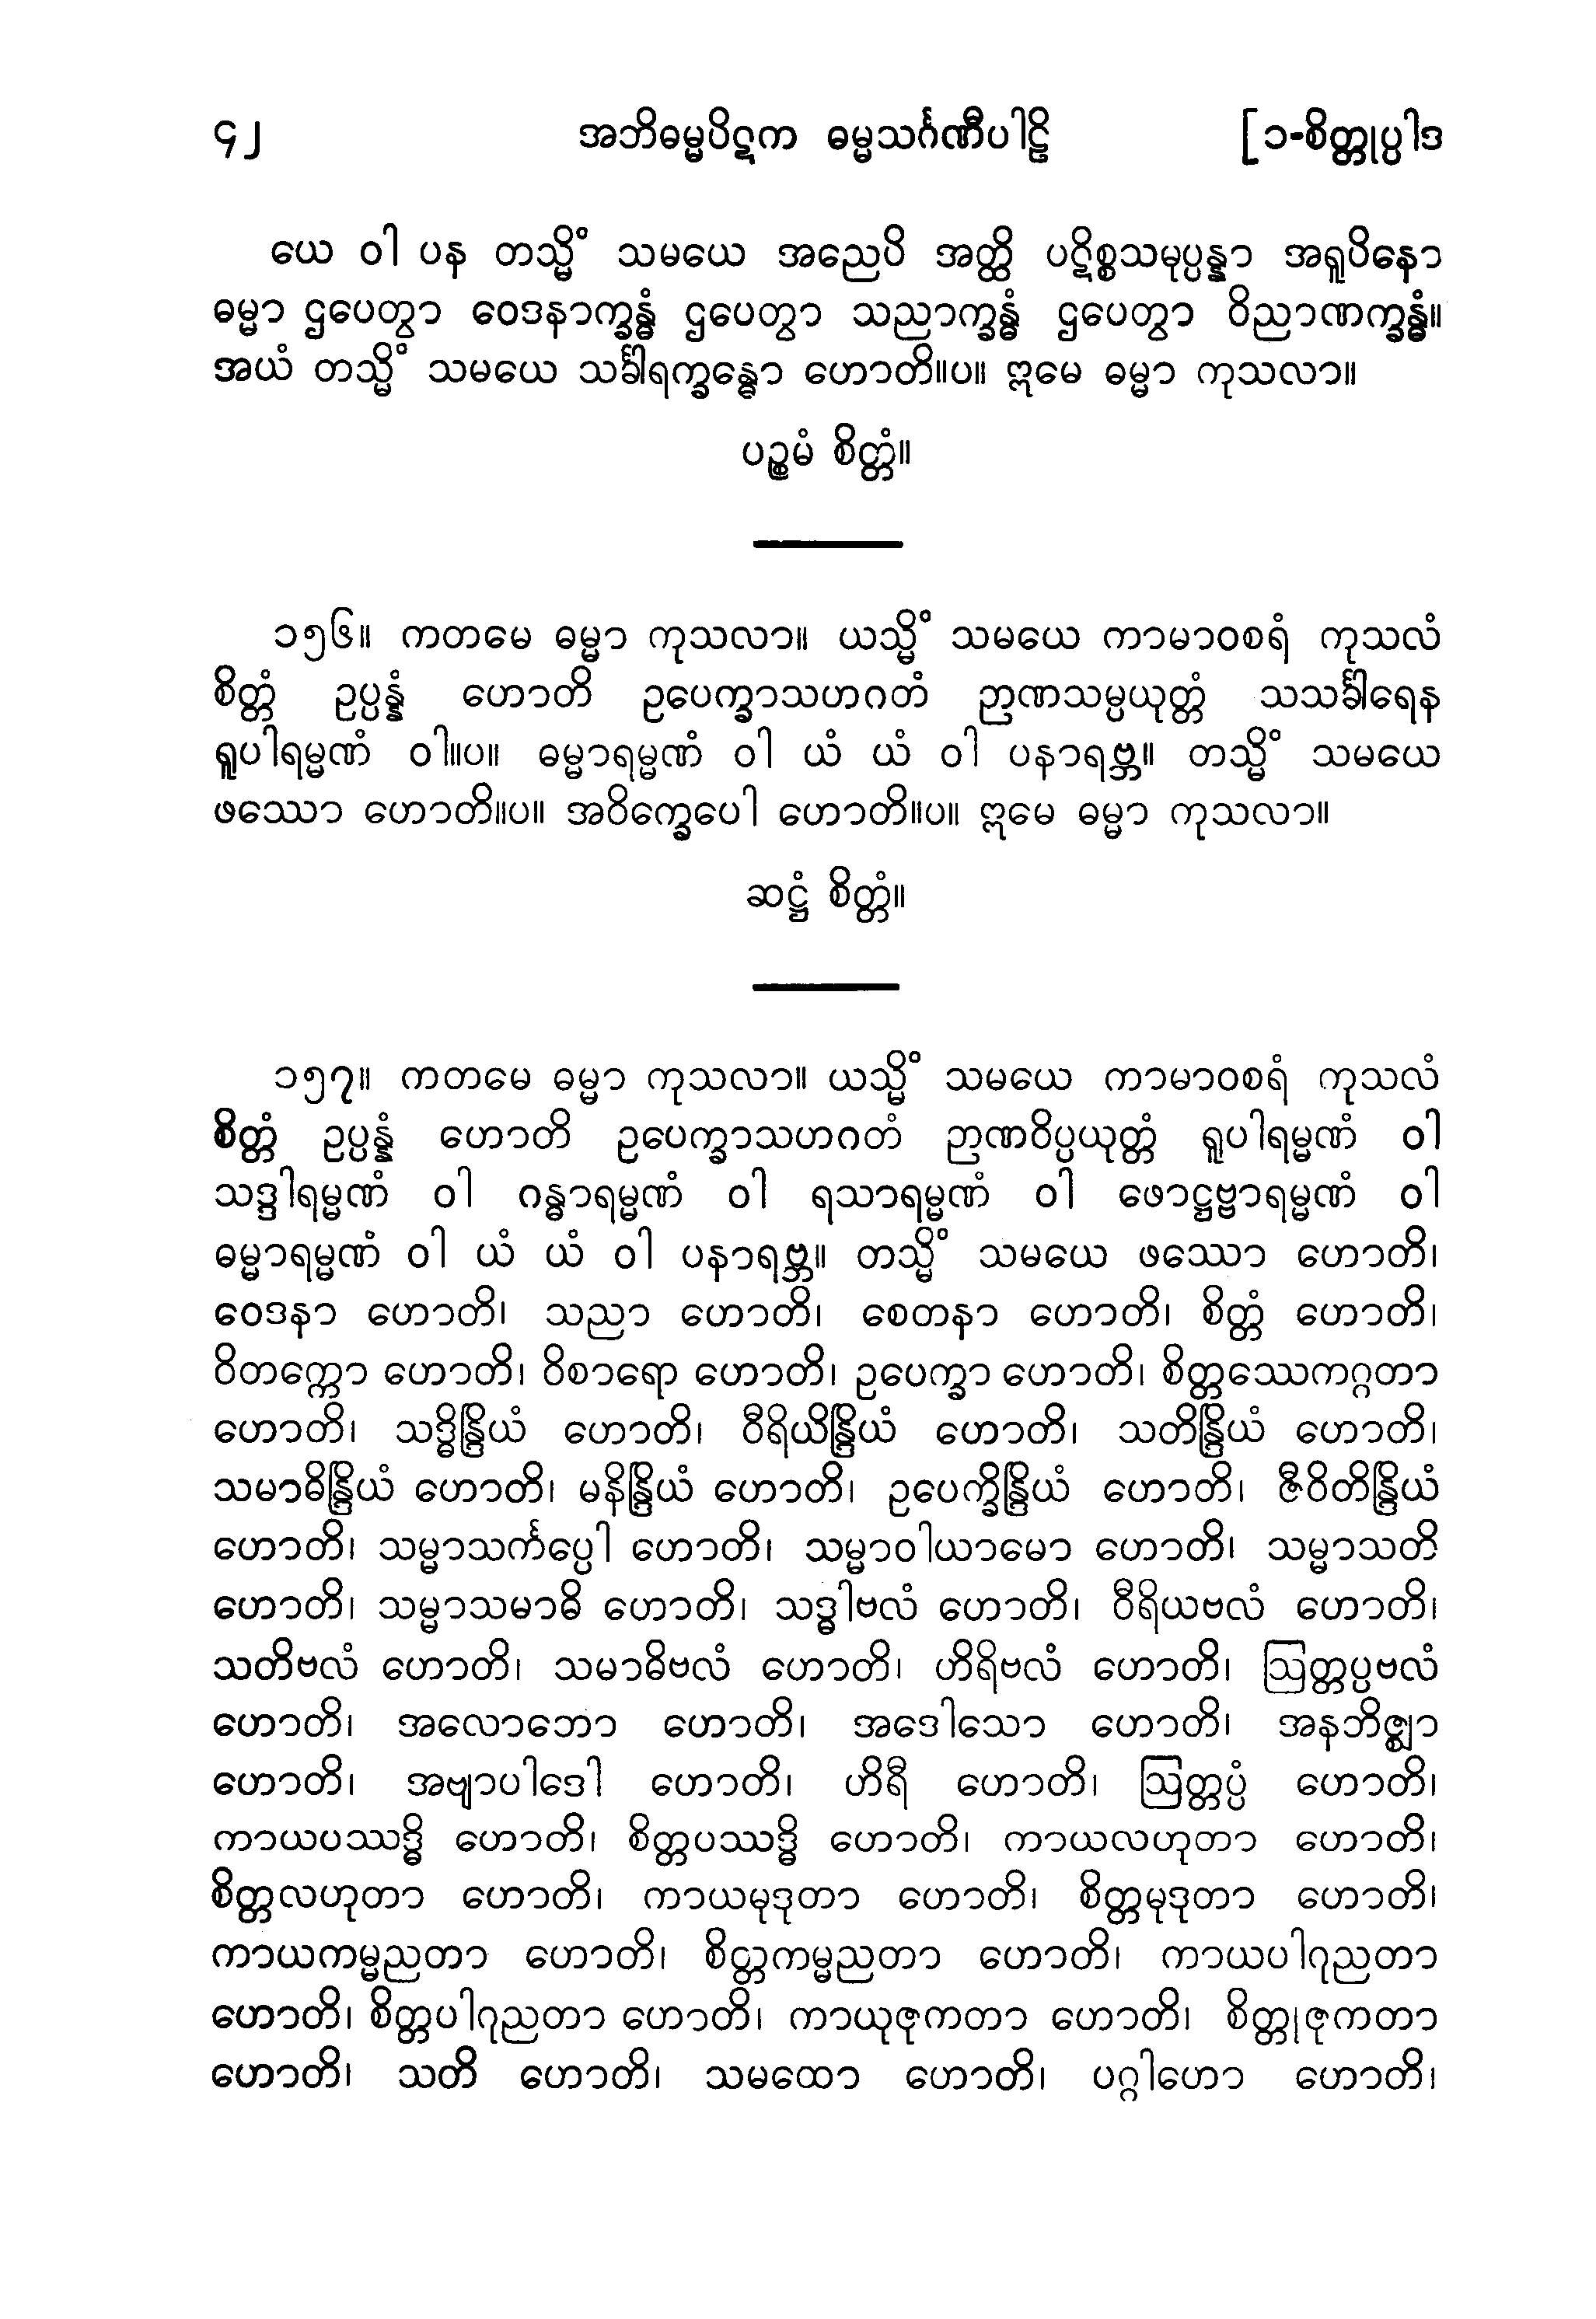 ၄၂ အဘိဓမ္မပိဋက ဓမ္မသင်္ဂဏီပါဠိ [၁-စိတ္တုပ္ပါဒ
ယေ ဝါ ပန တသ္မိံ သမယေ အညေပိ အတ္ထိ ပဋိစ္စသမုပ္ပန္နာ အရူပိနော
ဓမ္မာ ဌပေတွာ ဝေဒနာက္ခန္ဓံ ဌပေတွာ သညာက္ခန္ဓံ ဌပေတွာ ဝိညာဏက္ခန္ဓံ။
အယံ တသ္မိံ သမယေ သင်္ခါရက္ခန္ဓော ဟောတိ။ပ။ ဣမေ ဓမ္မာ ကုသလာ။
ပဉ္စမံ စိတ္တံ။
၁၅၆။ ကတမေ ဓမ္မာ ကုသလာ။ ယသ္မိံ သမယေ ကာမာဝစရံ ကုသလံ
စိတ္တံ ဥပ္ပန္နံ ဟောတိ ဥပေက္ခာသဟဂတံ ဉာဏသမ္ပယုတ္တံ သသင်္ခါရေန
ရူပါရမ္မဏံ ဝါ။ပ။ ဓမ္မာရမ္မဏံ ဝါ ယံ ယံ ဝါ ပနာရဗ္ဘ။ တသ္မိံ သမယေ
ဖဿော ဟောတိ။ပ။ အဝိက္ခေပေါ ဟောတိ။ပ။ ဣမေ ဓမ္မာ ကုသလာ။
ဆဋ္ဌံ စိတ္တံ။
၁၅၇။ ကတမေ ဓမ္မာ ကုသလာ။ ယသ္မိံ သမယေ ကာမာဝစရံ ကုသလံ
စိတ္တံ ဥပ္ပန္နံ ဟောတိ ဥပေက္ခာသဟဂတံ ဉာဏဝိပ္ပယုတ္တံ ရူပါရမ္မဏံ ဝါ
သဒ္ဒါရမ္မဏံ ဝါ ဂန္ဓာရမ္မဏံ ဝါ ရသာရမ္မဏံ ဝါ ဖောဋ္ဌဗ္ဗာရမ္မဏံ ဝါ
ဓမ္မာရမ္မဏံ ဝါ ယံ ယံ ဝါ ပနာရဗ္ဘ။ တသ္မိံ သမယေ ဖဿော ဟောတိ၊
ဝေဒနာ ဟောတိ၊ သညာ ဟောတိ၊ စေတနာ ဟောတိ၊ စိတ္တံ ဟောတိ၊
ဝိတက္ကော ဟောတိ၊ ဝိစာရော ဟောတိ၊ ဥပေက္ခာ ဟောတိ၊ စိတ္တဿေကဂ္ဂတာ
ဟောတိ၊ သဒ္ဓိန္ဒြိယံ ဟောတိ၊ ဝီရိယိန္ဒြိယံ ဟောတိ၊ သတိန္ဒြိယံ ဟောတိ၊
သမာဓိန္ဒြိယံ ဟောတိ၊ မနိန္ဒြိယံ ဟောတိ၊ ဥပေက္ခိန္ဒြိယံ ဟောတိ၊ ဇီဝိတိန္ဒြိယံ
ဟောတိ၊ သမ္မာသင်္ကပ္ပေါ ဟောတိ၊ သမ္မာဝါယာမော ဟောတိ၊ သမ္မာသတိ
ဟောတိ၊ သမ္မာသမာဓိ ဟောတိ၊ သဒ္ဓါဗလံ ဟောတိ၊ ဝီရိယဗလံ ဟောတိ၊
သတိဗလံ ဟောတိ၊ သမာဓိဗလံ ဟောတိ၊ ဟိရိဗလံ ဟောတိ၊ ဩတ္တပ္ပဗလံ
ဟောတိ၊ အလောဘော ဟောတိ၊ အဒေါသော ဟောတိ၊ အနဘိဇ္ဈာ
ဟောတိ၊ အဗျာပါဒေါ ဟောတိ၊ ဟိရီ ဟောတိ၊ ဩတ္တပ္ပံ ဟောတိ၊
ကာယပဿဒ္ဓိ ဟောတိ၊ စိတ္တပဿဒ္ဓိ ဟောတိ၊ ကာယလဟုတာ ဟောတိ၊
စိတ္တလဟုတာ ဟောတိ၊ ကာယမုဒုတာ ဟောတိ၊ စိတ္တမုဒုတာ ဟောတိ၊
ကာယကမ္မညတာ ဟောတိ၊ စိတ္တကမ္မညတာ ဟောတိ၊ ကာယပါဂုညတာ
ဟောတိ၊ စိတ္တပါဂုညတာ ဟောတိ၊ ကာယုဇုကတာ ဟောတိ၊ စိတ္တုဇုကတာ
ဟောတိ၊ သတိ ဟောတိ၊ သမထော ဟောတိ၊ ပဂ္ဂါဟော ဟောတိ၊